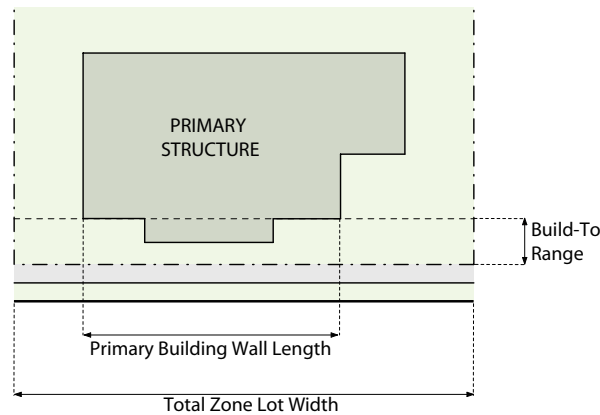 PRIMARY
STRUCTURE
Build-To
Range
Primary Building Wall Length
Total Zone Lot Width